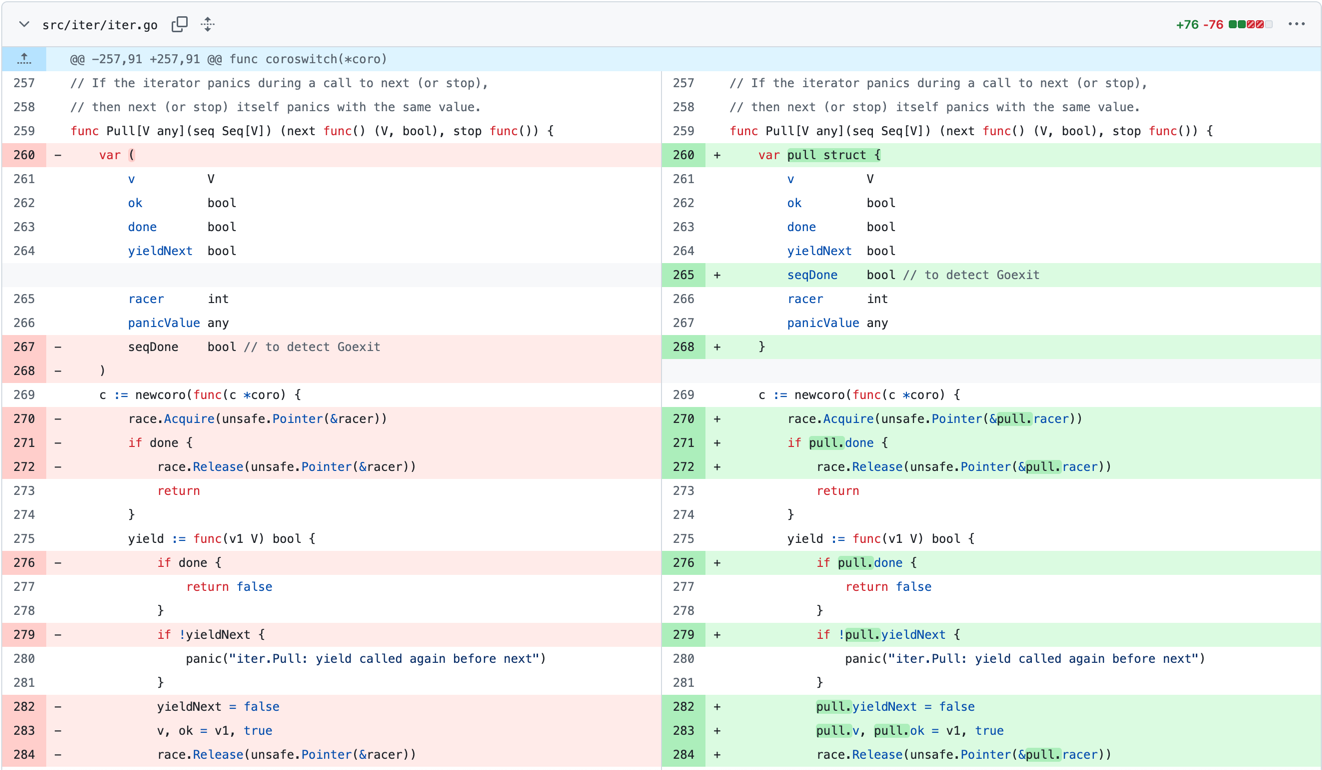 src/iter/iter.go
+76 -76
@@ -257,91 +257,91 @@ func coroswitch(*coro)
257 // If the iterator panics during a call to next (or stop),
258 // then next (or stop) itself panics with the same value.
259 func Pull[V any](seq Seq[V]) (next func() (V, bool), stop func()) {
260 - var (
261 v V
262 ok bool
263 done bool
264 yieldNext bool
265 racer int
266 panicValue any
267 - seqDone bool // to detect Goexit
268 - )
269 c := newcoro(func(c *coro) {
270 - race.Acquire(unsafe.Pointer(&racer))
271 - if done {
272 - race.Release(unsafe.Pointer(&racer))
273 return
274 }
275 yield := func(v1 V) bool {
276 - if done {
277 return false
278 }
279 - if !yieldNext {
280 panic("iter.Pull: yield called again before next")
281 }
282 - yieldNext = false
283 - v, ok = v1, true
284 - race.Release(unsafe.Pointer(&racer))
257 // If the iterator panics during a call to next (or stop),
258 // then next (or stop) itself panics with the same value.
259 func Pull[V any](seq Seq[V]) (next func() (V, bool), stop func()) {
260 + var pull struct {
261 v V
262 ok bool
263 done bool
264 yieldNext bool
265 + seqDone bool // to detect Goexit
266 racer int
267 panicValue any
268 + }
269 c := newcoro(func(c *coro) {
270 + race.Acquire(unsafe.Pointer(&pull.racer))
271 + if pull.done {
272 + race.Release(unsafe.Pointer(&pull.racer))
273 return
274 }
275 yield := func(v1 V) bool {
276 + if pull.done {
277 return false
278 }
279 + if !pull.yieldNext {
280 panic("iter.Pull: yield called again before next")
281 }
282 + pull.yieldNext = false
283 + pull.v, pull.ok = v1, true
284 + race.Release(unsafe.Pointer(&pull.racer))